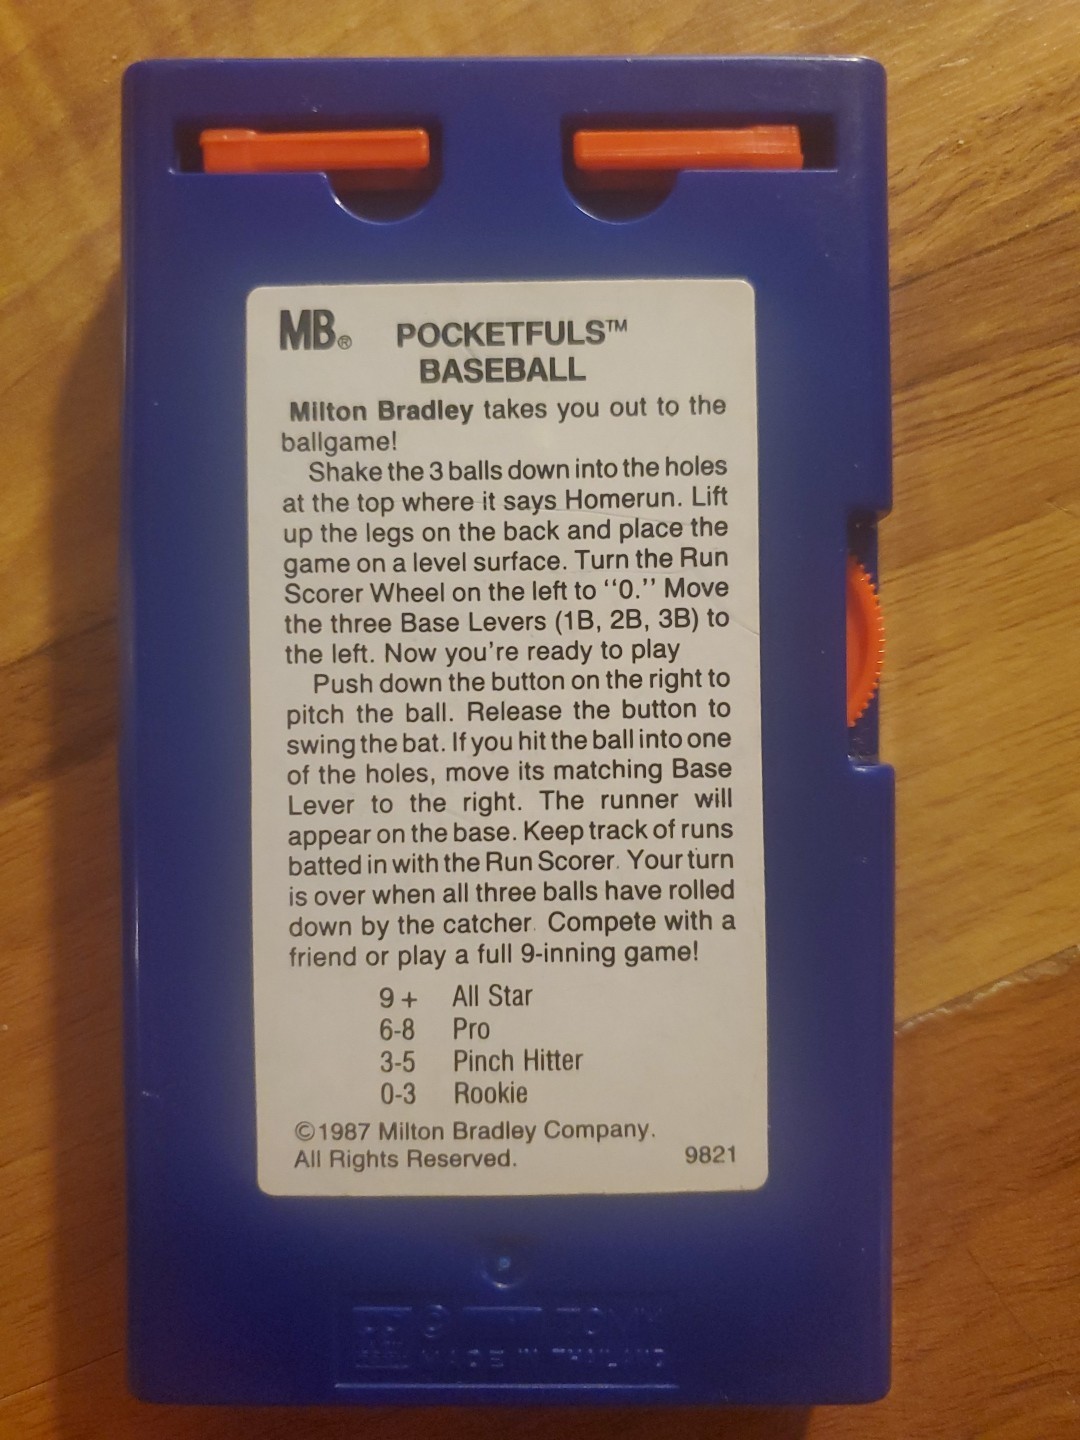 MB® POCKETFULS™
BASEBALL
Milton Bradley takes you out to the
ballgame!
Shake the 3 balls down into the holes
at the top where it says Homerun. Lift
up the legs on the back and place the
game on a level surface. Turn the Run
Scorer Wheel on the left to “0.” Move
the three Base Levers (1B, 2B, 3B) to
the left. Now you're ready to play
Push down the button on the right to
pitch the ball. Release the button to
swing the bat. If you hit the ball into one
of the holes, move its matching Base
Lever to the right. The runner will
appear on the base. Keep track of runs
batted in with the Run Scorer. Your turn
is over when all three balls have rolled
down by the catcher. Compete with a
friend or play a full 9-inning game!
9+ All Star
6-8 Pro
3-5 Pinch Hitter
0-3 Rookie
©1987 Milton Bradley Company.
All Rights Reserved. 9821
© TOMY
MADE IN THAILAND